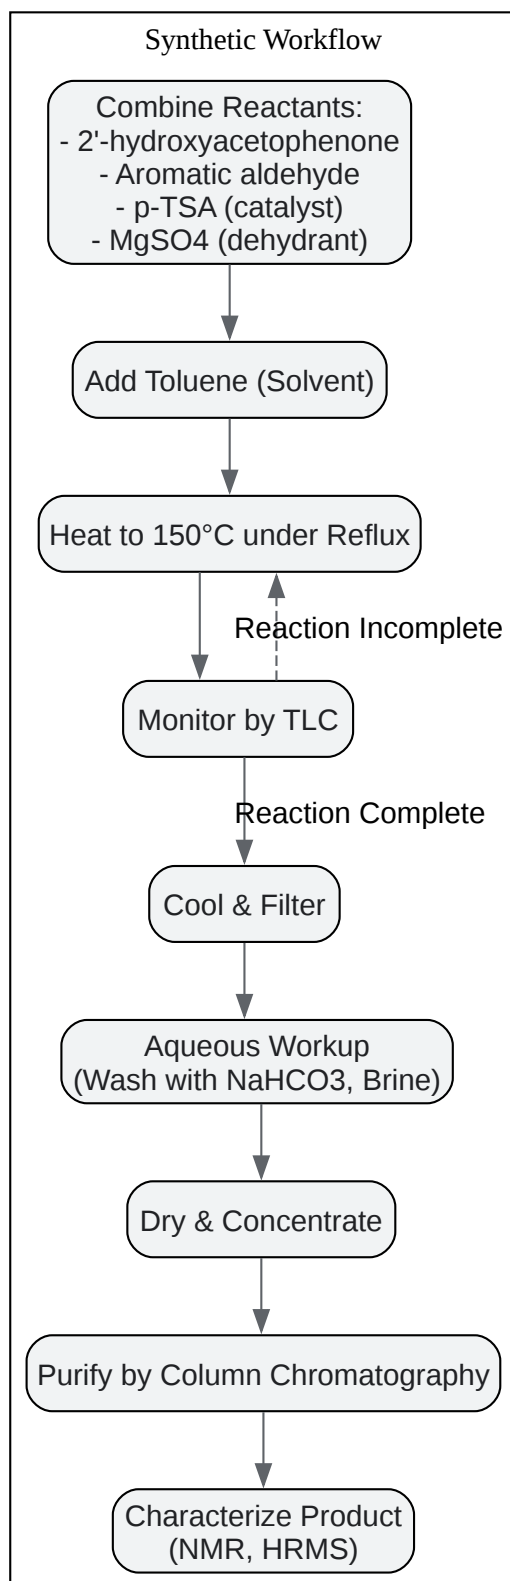 Synthetic Workflow
Combine Reactants:
- 2'-hydroxyacetophenone
- Aromatic aldehyde
- p-TSA (catalyst)
- MgSO4 (dehydrant)
Add Toluene (Solvent)
Heat to 150°C under Reflux
Reaction Incomplete
Monitor by TLC
Reaction Complete
Cool & Filter
Aqueous Workup
(Wash with NaHCO3, Brine)
Dry & Concentrate
Purify by Column Chromatography
Characterize Product
(NMR, HRMS)